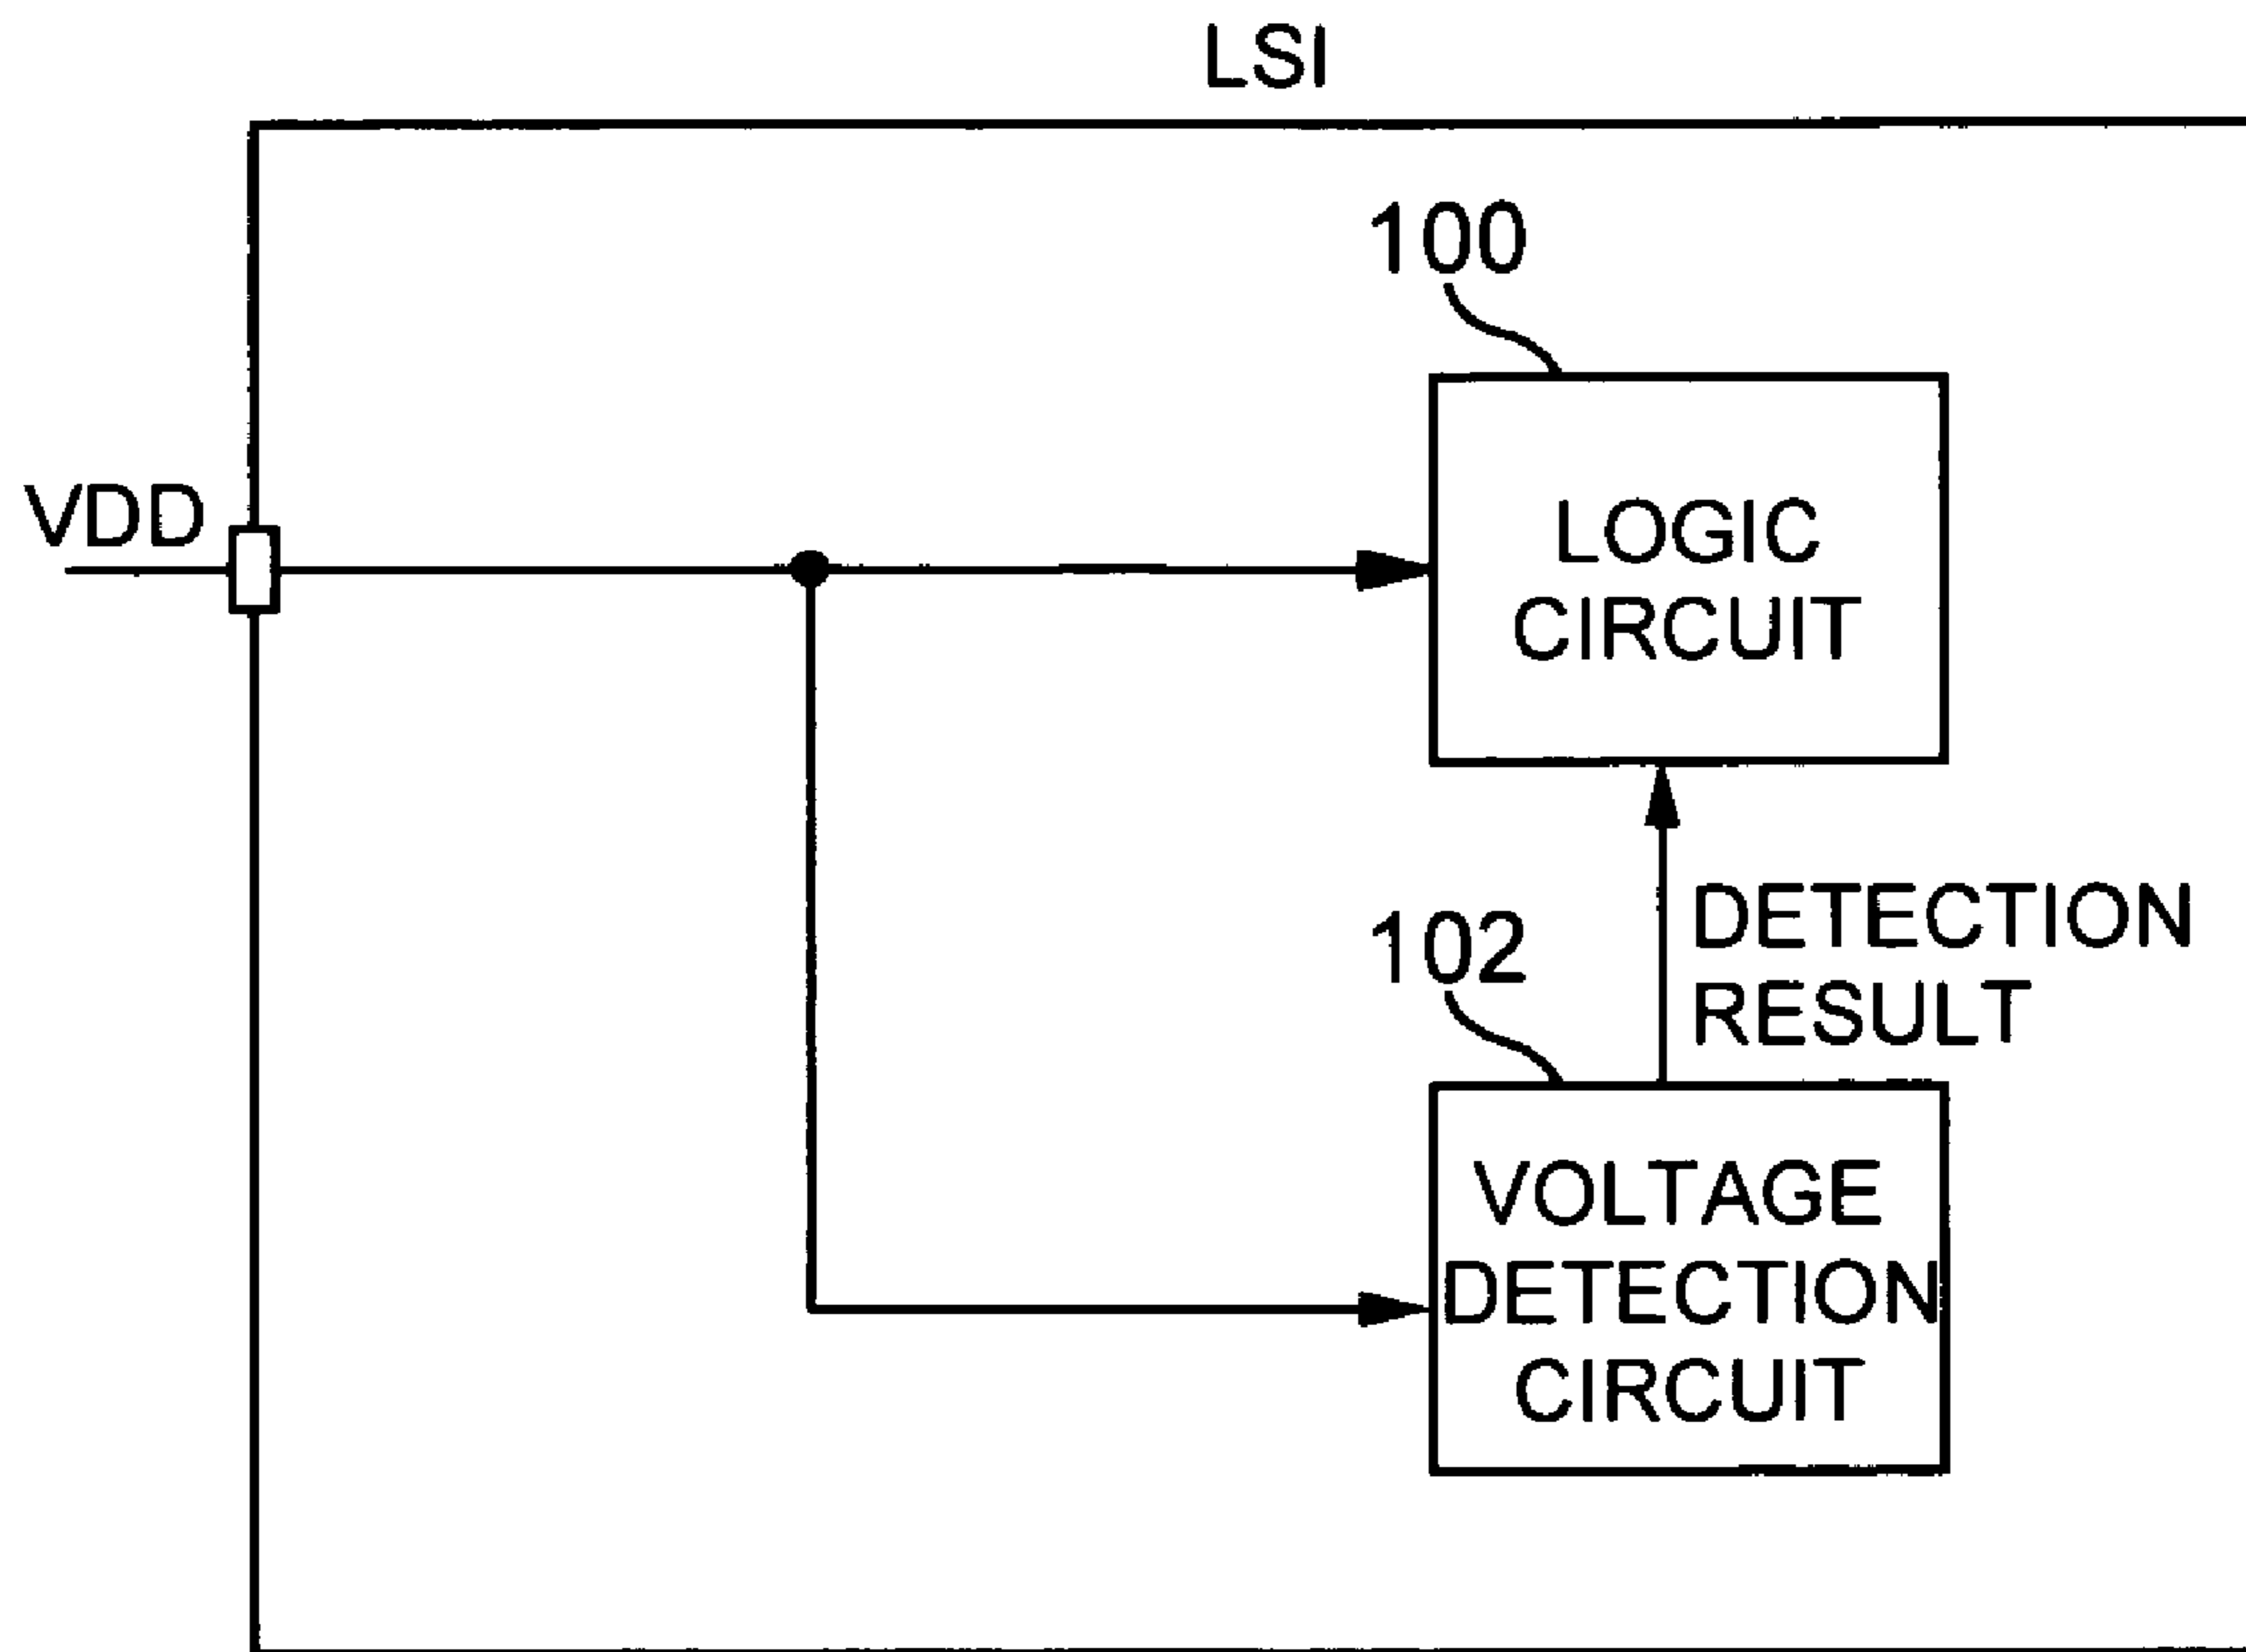 LSI
100
VDD
LOGIC
CIRCUIT
DETECTION
RESULT
102
VOLTAGE
DETECTION
CIRCUIT